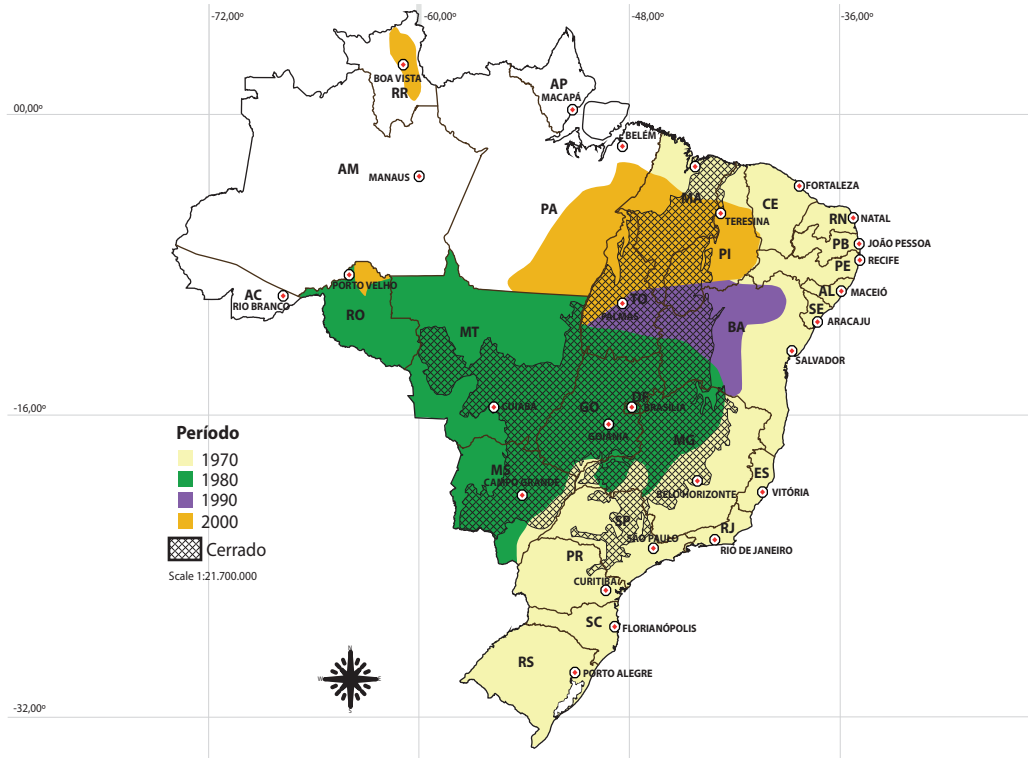 -72,00º
-60,00º
-48,00º
-36,00º
BOA VISTA
RR
AP
MACAPÁ
00,00º
BELÉM
AM
MANAUS
PA
MA
CE
FORTALEZA
TERESINA
RN
NATAL
PB
JOÃO PESSOA
PI
PE
RECIFE
PORTO VELHO
AC
RIO BRANCO
AL
MACEIÓ
TO
PALMAS
SE
ARACAJU
RO
MT
BA
SALVADOR
-16,00º
CUIABÁ
GO
DF
BRASÍLIA
GOIÂNIA
MG
Período
1970
1980
1990
2000
Cerrado
Scale 1:21.700.000
MS
CAMPO GRANDE
BELO HORIZONTE
ES
VITÓRIA
SP
SÃO PAULO
RJ
RIO DE JANEIRO
PR
CURITIBA
SC
FLORIANÓPOLIS
RS
PORTO ALEGRE
N
W
E
S
-32,00º